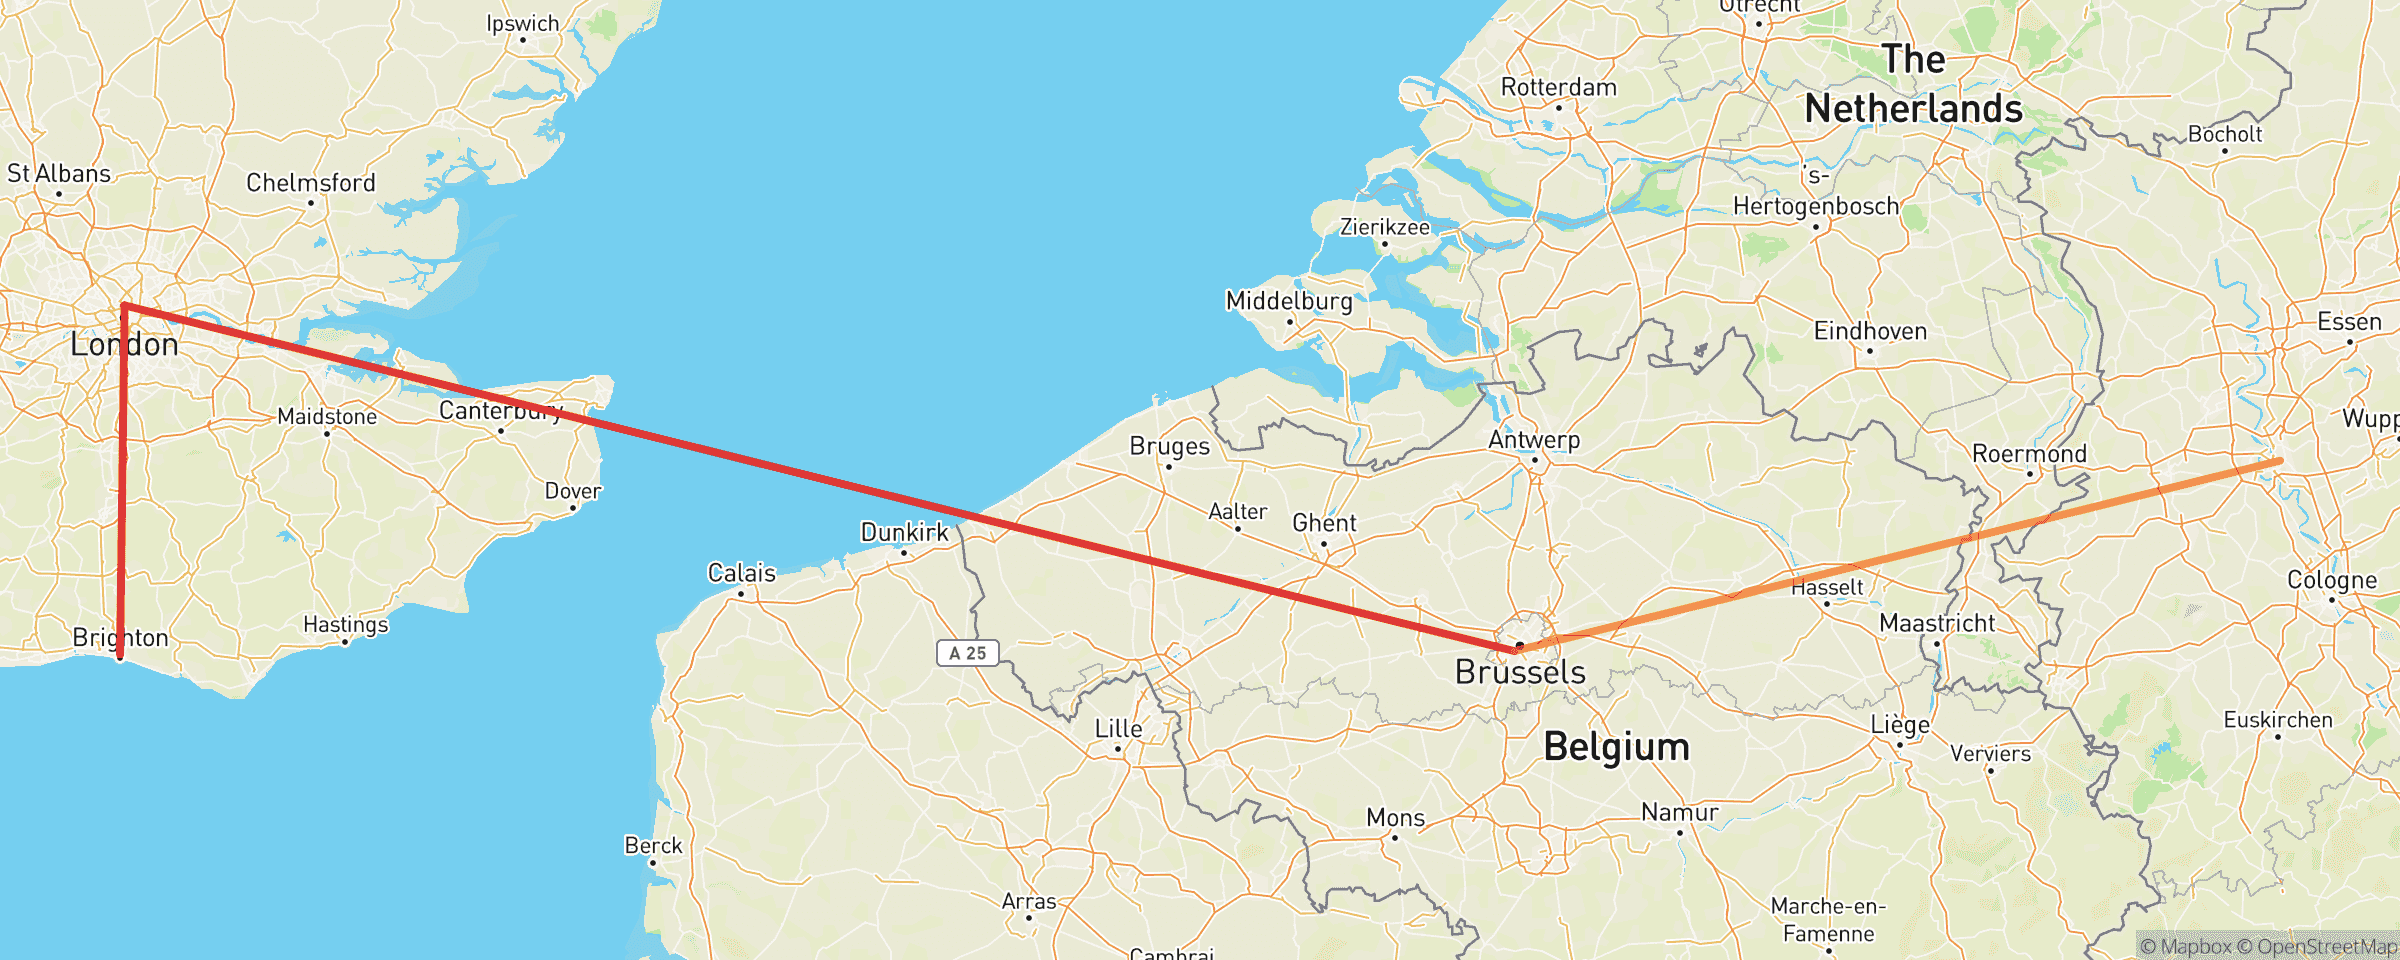 Ipswich
Utrecht
The
Netherlands
Rotterdam
Bocholt
St Albans
Chelmsford
's-
Hertogenbosch
Zierikzee
Middelburg
Essen
Eindhoven
London
Maidstone
Canterbury
Wupp
Antwerp
Bruges
Roermond
Dover
Aalter
Ghent
Dunkirk
Calais
Hasselt
Cologne
Hastings
Brighton
Maastricht
A 25
Brussels
Lille
Belgium
Liège
Euskirchen
Verviers
Mons
Namur
Berck
Arras
Marche-en-
Famenne
Cambrai
© Mapbox © OpenStreetMap